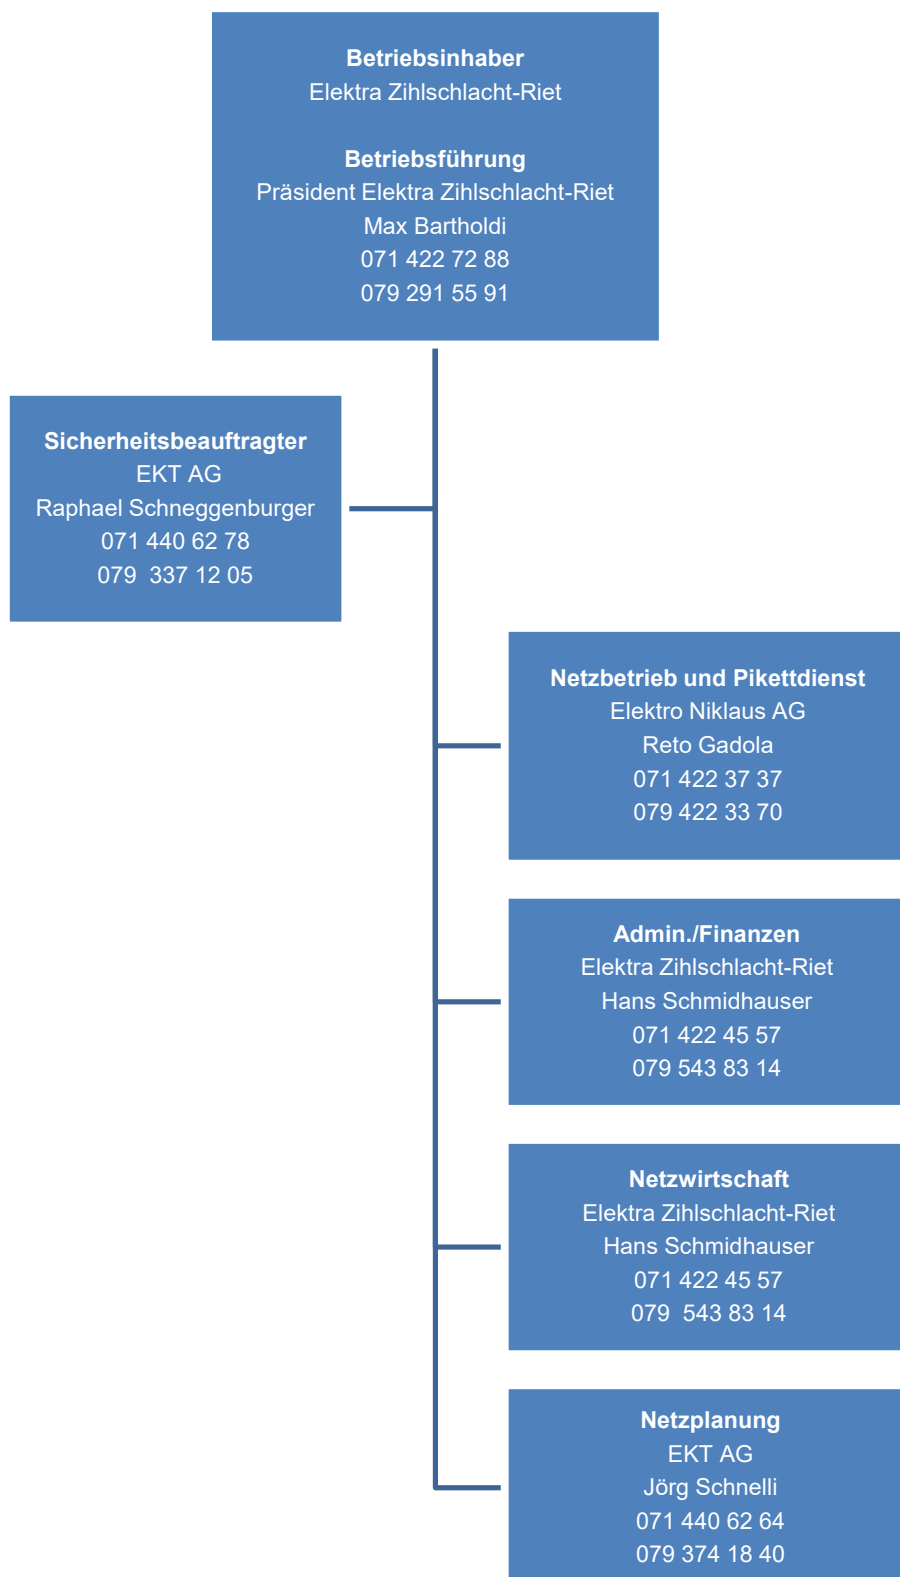 Betriebsinhaber
Elektra Zihlschlacht-Riet
Betriebsführung
Präsident Elektra Zihlschlacht-Riet
Max Bartholdi
071 422 72 88
079 291 55 91
Sicherheitsbeauftragter
EKT AG
Raphael Schneggenburger
071 440 62 78
079  337 12 05
Netzbetrieb und Pikettdienst
Elektro Niklaus AG
Reto Gadola
071 422 37 37
079 422 33 70
Admin./Finanzen
Elektra Zihlschlacht-Riet
Hans Schmidhauser
071 422 45 57
079 543 83 14
Netzwirtschaft
Elektra Zihlschlacht-Riet
Hans Schmidhauser
071 422 45 57
079  543 83 14
Netzplanung
EKT AG
Jörg Schnelli
071 440 62 64
079 374 18 40